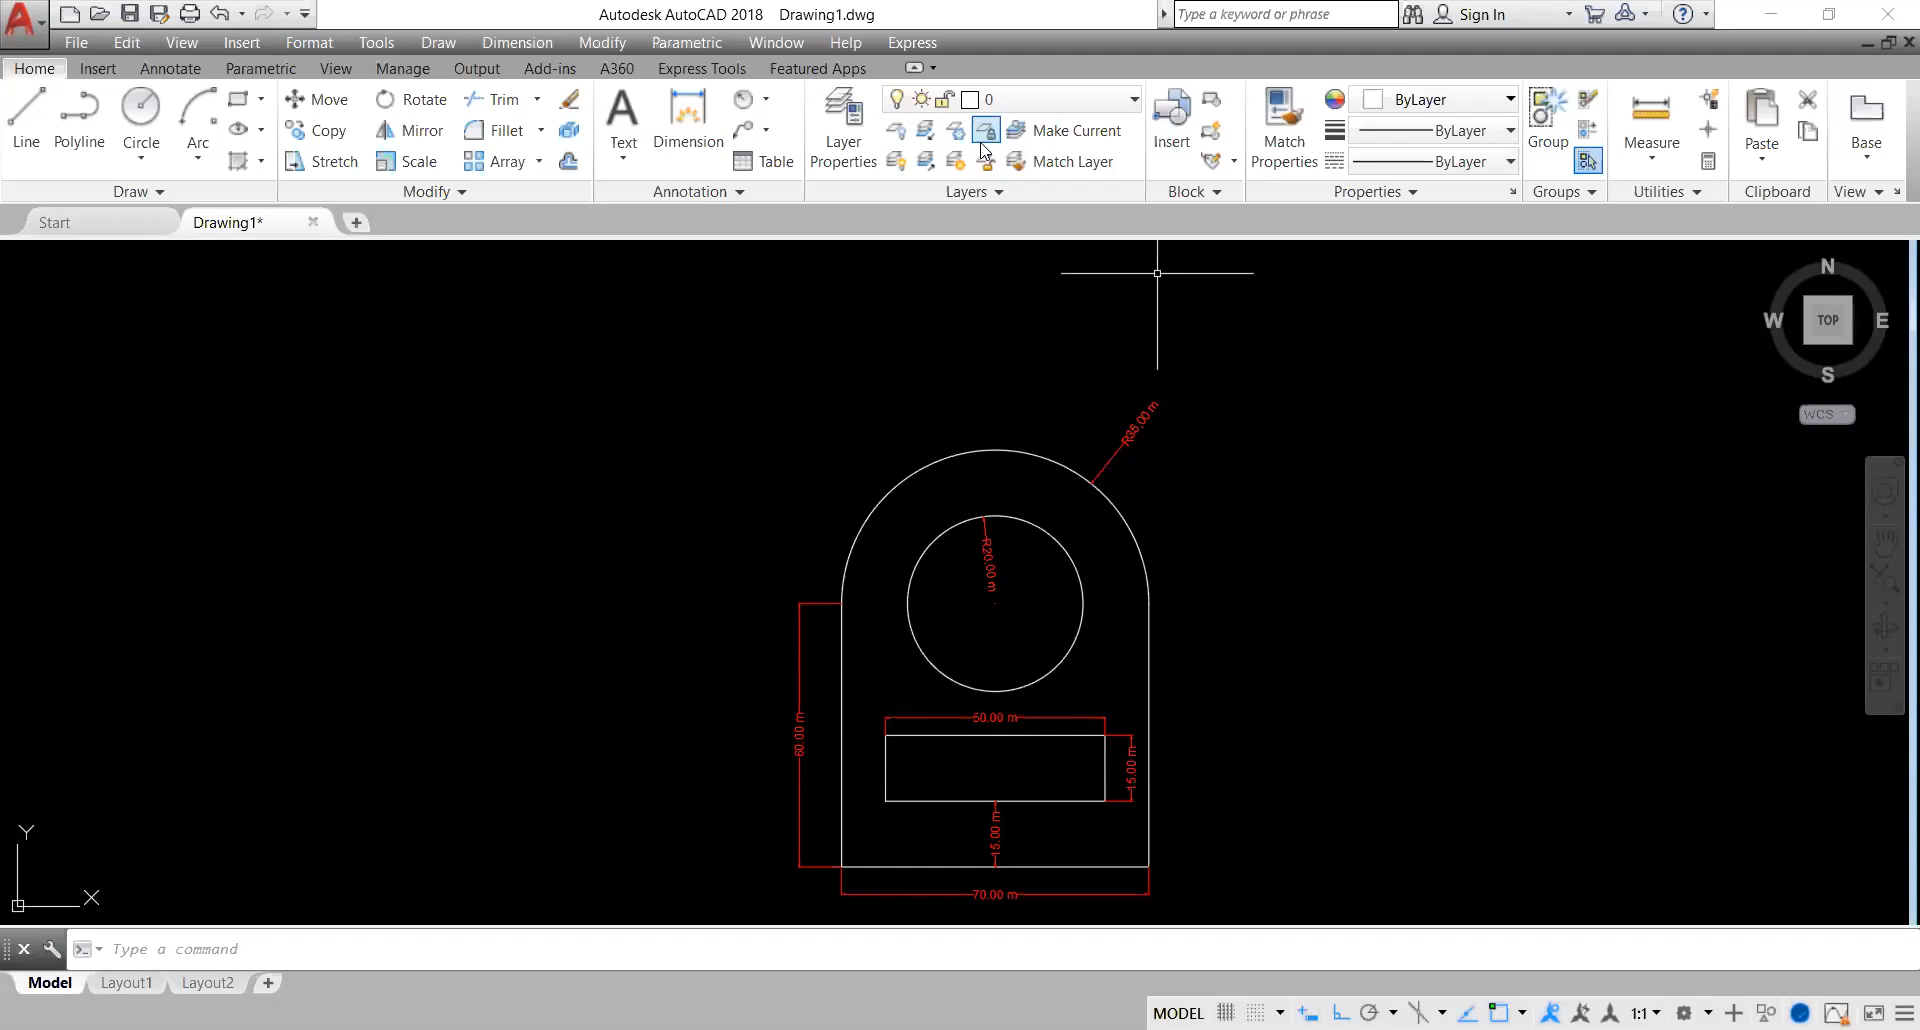 Autodesk AutoCAD 2018 Drawing1.dwg
Type a keyword or phrase
Sign In
File Edit View Insert Format Tools Draw Dimension Modify Parametric Window Help Express
Home Insert Annotate Parametric View Manage Output Add-ins A360 Express Tools Featured Apps
Line Polyline Circle Arc
Move Rotate Trim
Copy Mirror Fillet
Stretch Scale Array
Text Dimension Table
Layer Properties
0
Make Current
Match Layer
Insert
Match Properties
ByLayer
ByLayer
ByLayer
Group
Measure
Paste
Base
Draw Modify Annotation Layers Block Properties Groups Utilities Clipboard View
Start Drawing1*
N
W TOP E
S
WCS
R35.00 m
R20.00 m
50.00 m
60.00 m
15.00 m
15.00 m
70.00 m
Y
X
Type a command
Model Layout1 Layout2
MODEL 1:1